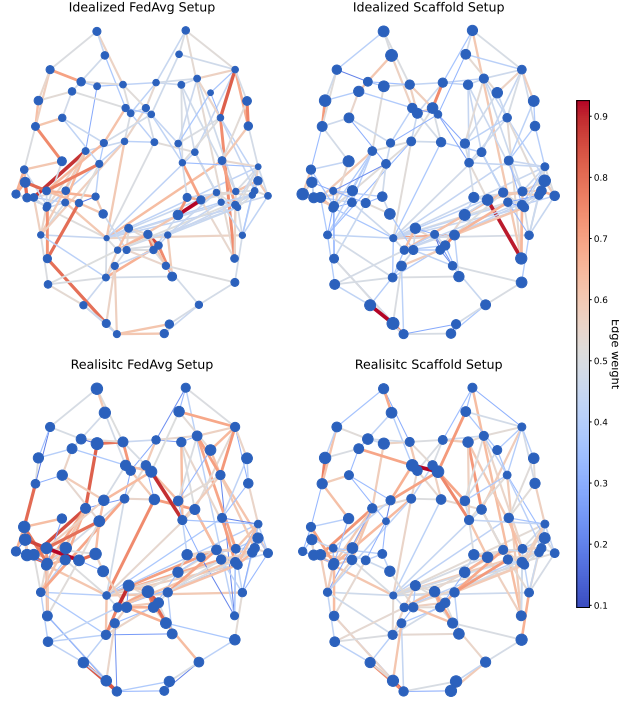 Idealized FedAvg Setup
Idealized Scaffold Setup
Realisitc FedAvg Setup
Realisitc Scaffold Setup
0.9
0.8
0.7
0.6
0.5
0.4
0.3
0.2
0.1
Edge weight